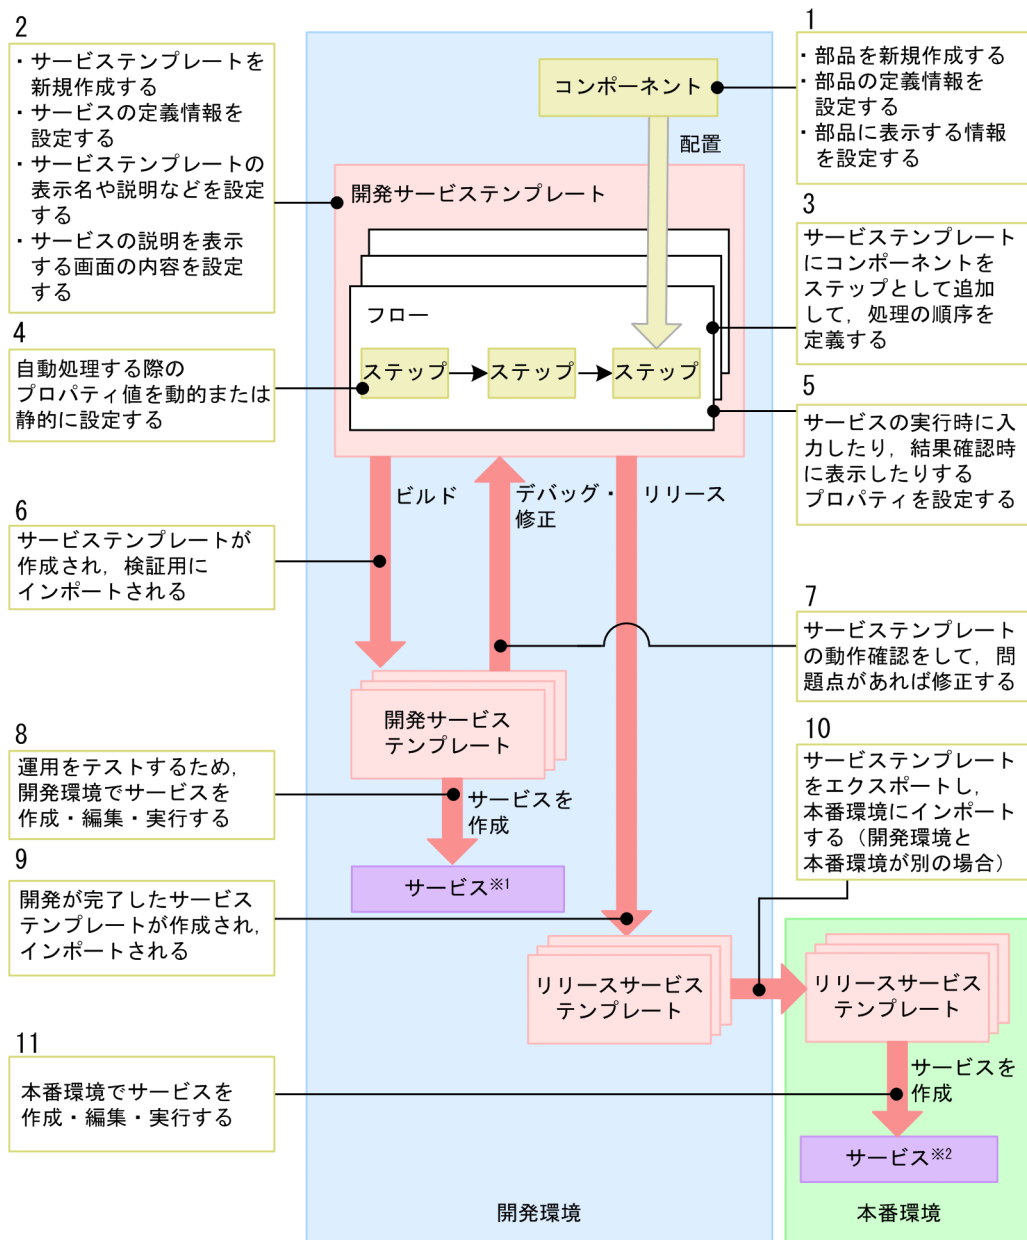 1
・部品を新規作成する
・部品の定義情報を
設定する
・部品に表示する情報
を設定する
2
・サービステンプレートを
新規作成する
・サービスの定義情報を
設定する
・サービステンプレートの
表示名や説明などを設定
する
・サービスの説明を表示
する画面の内容を設定
する
コンポーネント
配置
開発サービステンプレート
3
サービステンプレート
にコンポーネントを
ステップとして追加
して，処理の順序を
定義する
フロー
ステップ
ステップ
ステップ
4
自動処理する際の
プロパティ値を動的または
静的に設定する
5
サービスの実行時に入
力したり，結果確認時
に表示したりする
プロパティを設定する
ビルド
デバッグ・
修正
リリース
6
サービステンプレートが
作成され，検証用に
インポートされる
7
サービステンプレート
の動作確認をして，問
題点があれば修正する
開発サービス
テンプレート
8
運用をテストするため，
開発環境でサービスを
作成・編集・実行する
サービスを
作成
サービス※1
9
開発が完了したサービス
テンプレートが作成され，
インポートされる
10
サービステンプレート
をエクスポートし，
本番環境にインポート
する（開発環境と
本番環境が別の場合）
リリースサービス
テンプレート
リリースサービス
テンプレート
11
本番環境でサービスを
作成・編集・実行する
サービスを
作成
サービス※2
開発環境
本番環境